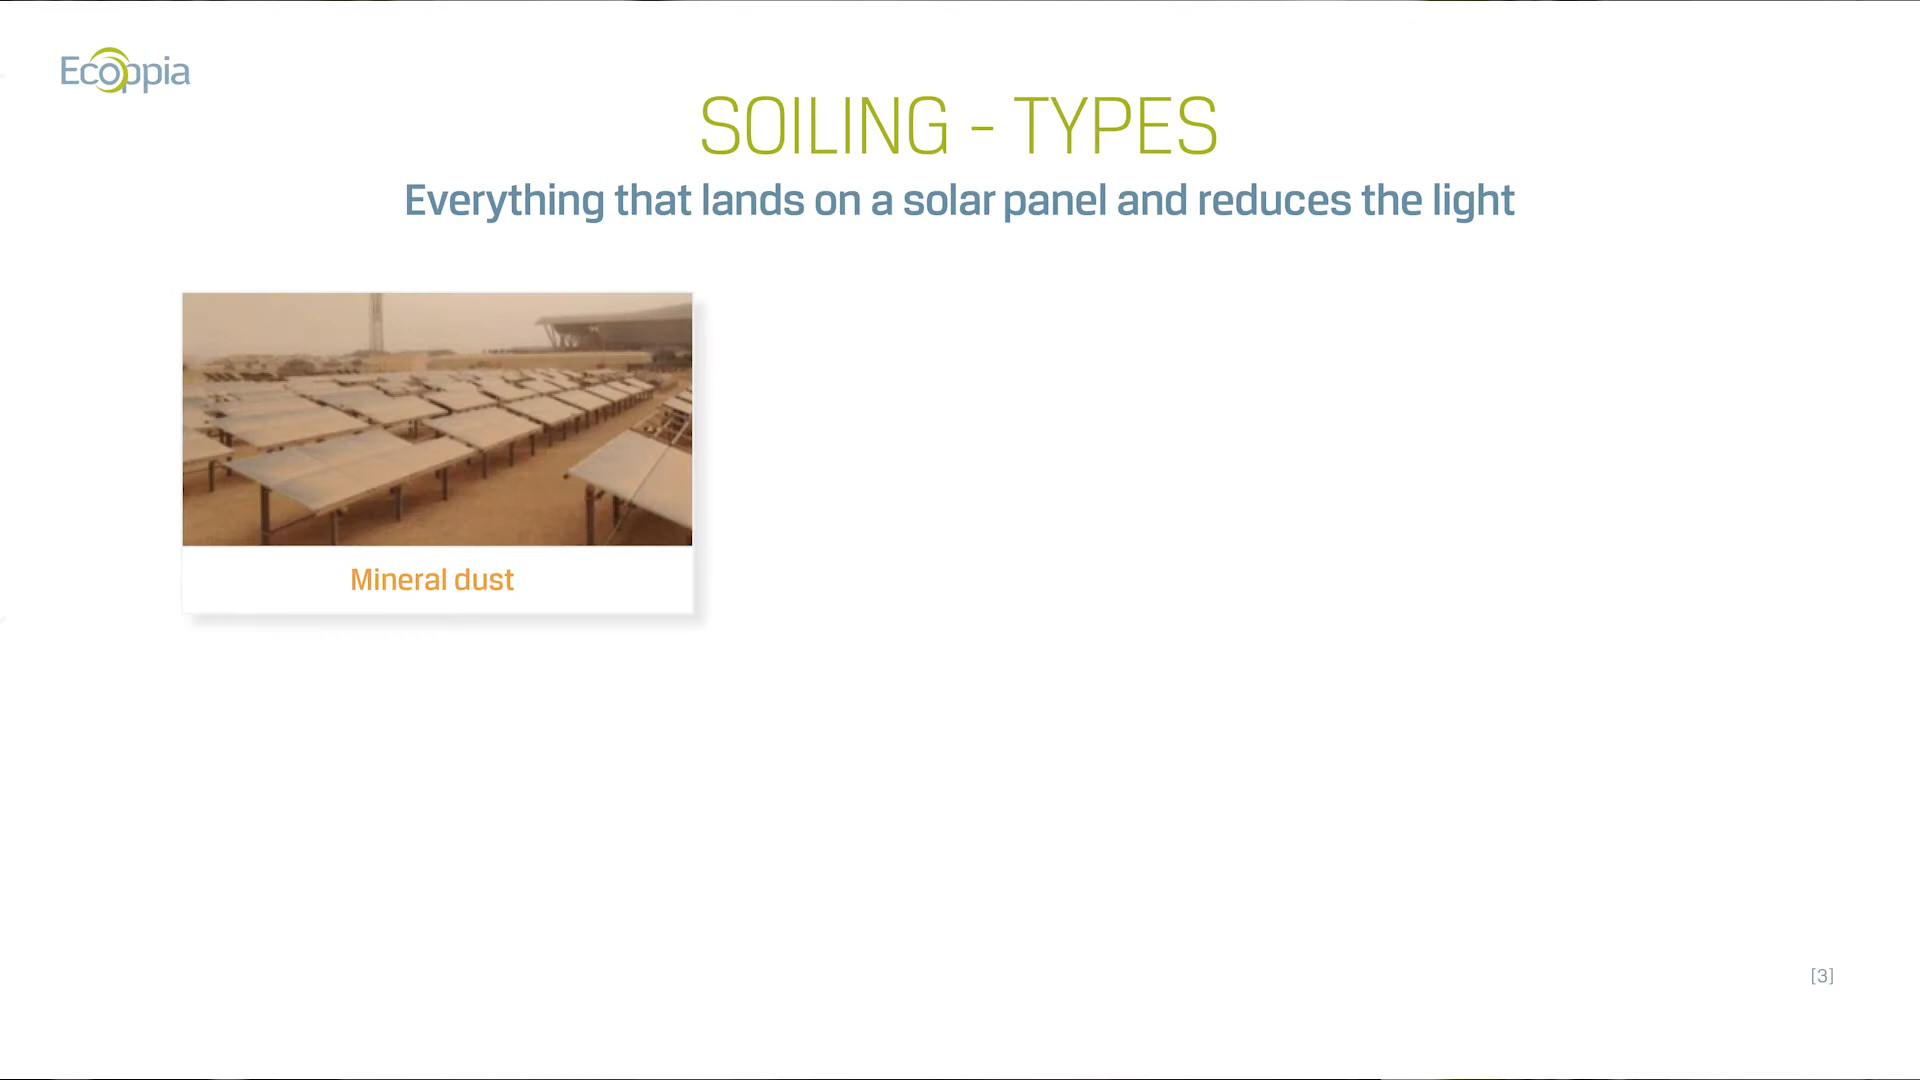 Ecoppia
SOILING - TYPES
Everything that lands on a solar panel and reduces the light
Mineral dust
[3]